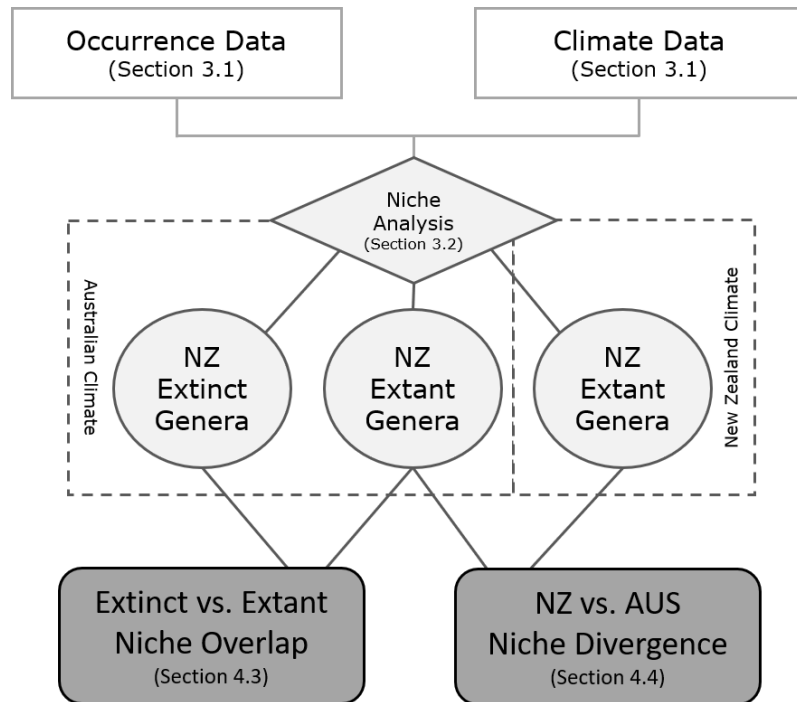 Occurrence Data
(Section 3.1)
Climate Data
(Section 3.1)
Niche
Analysis
(Section 3.2)
Australian Climate
New Zealand Climate
NZ
Extinct
Genera
NZ
Extant
Genera
NZ
Extant
Genera
Extinct vs. Extant
Niche Overlap
(Section 4.3)
NZ vs. AUS
Niche Divergence
(Section 4.4)